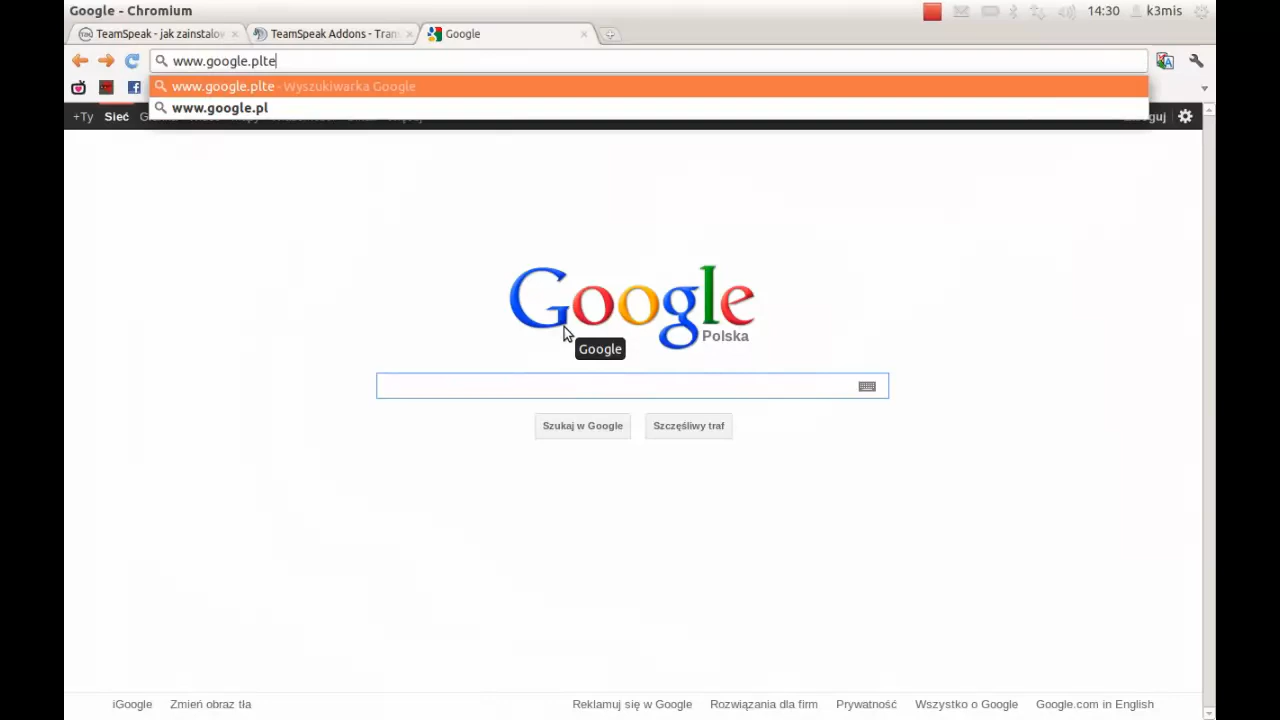 Google - Chromium
14:30
k3mis
TeamSpeak - jak zainstalow
TeamSpeak Addons - Tran
Google
www.google.plte
www.google.plte - Wyszukiwarka Google
www.google.pl
+Ty Sieć
Google
Polska
Google
Szukaj w Google
Szczęśliwy traf
iGoogle
Zmień obraz tła
Reklamuj się w Google
Rozwiązania dla firm
Prywatność
Wszystko o Google
Google.com in English